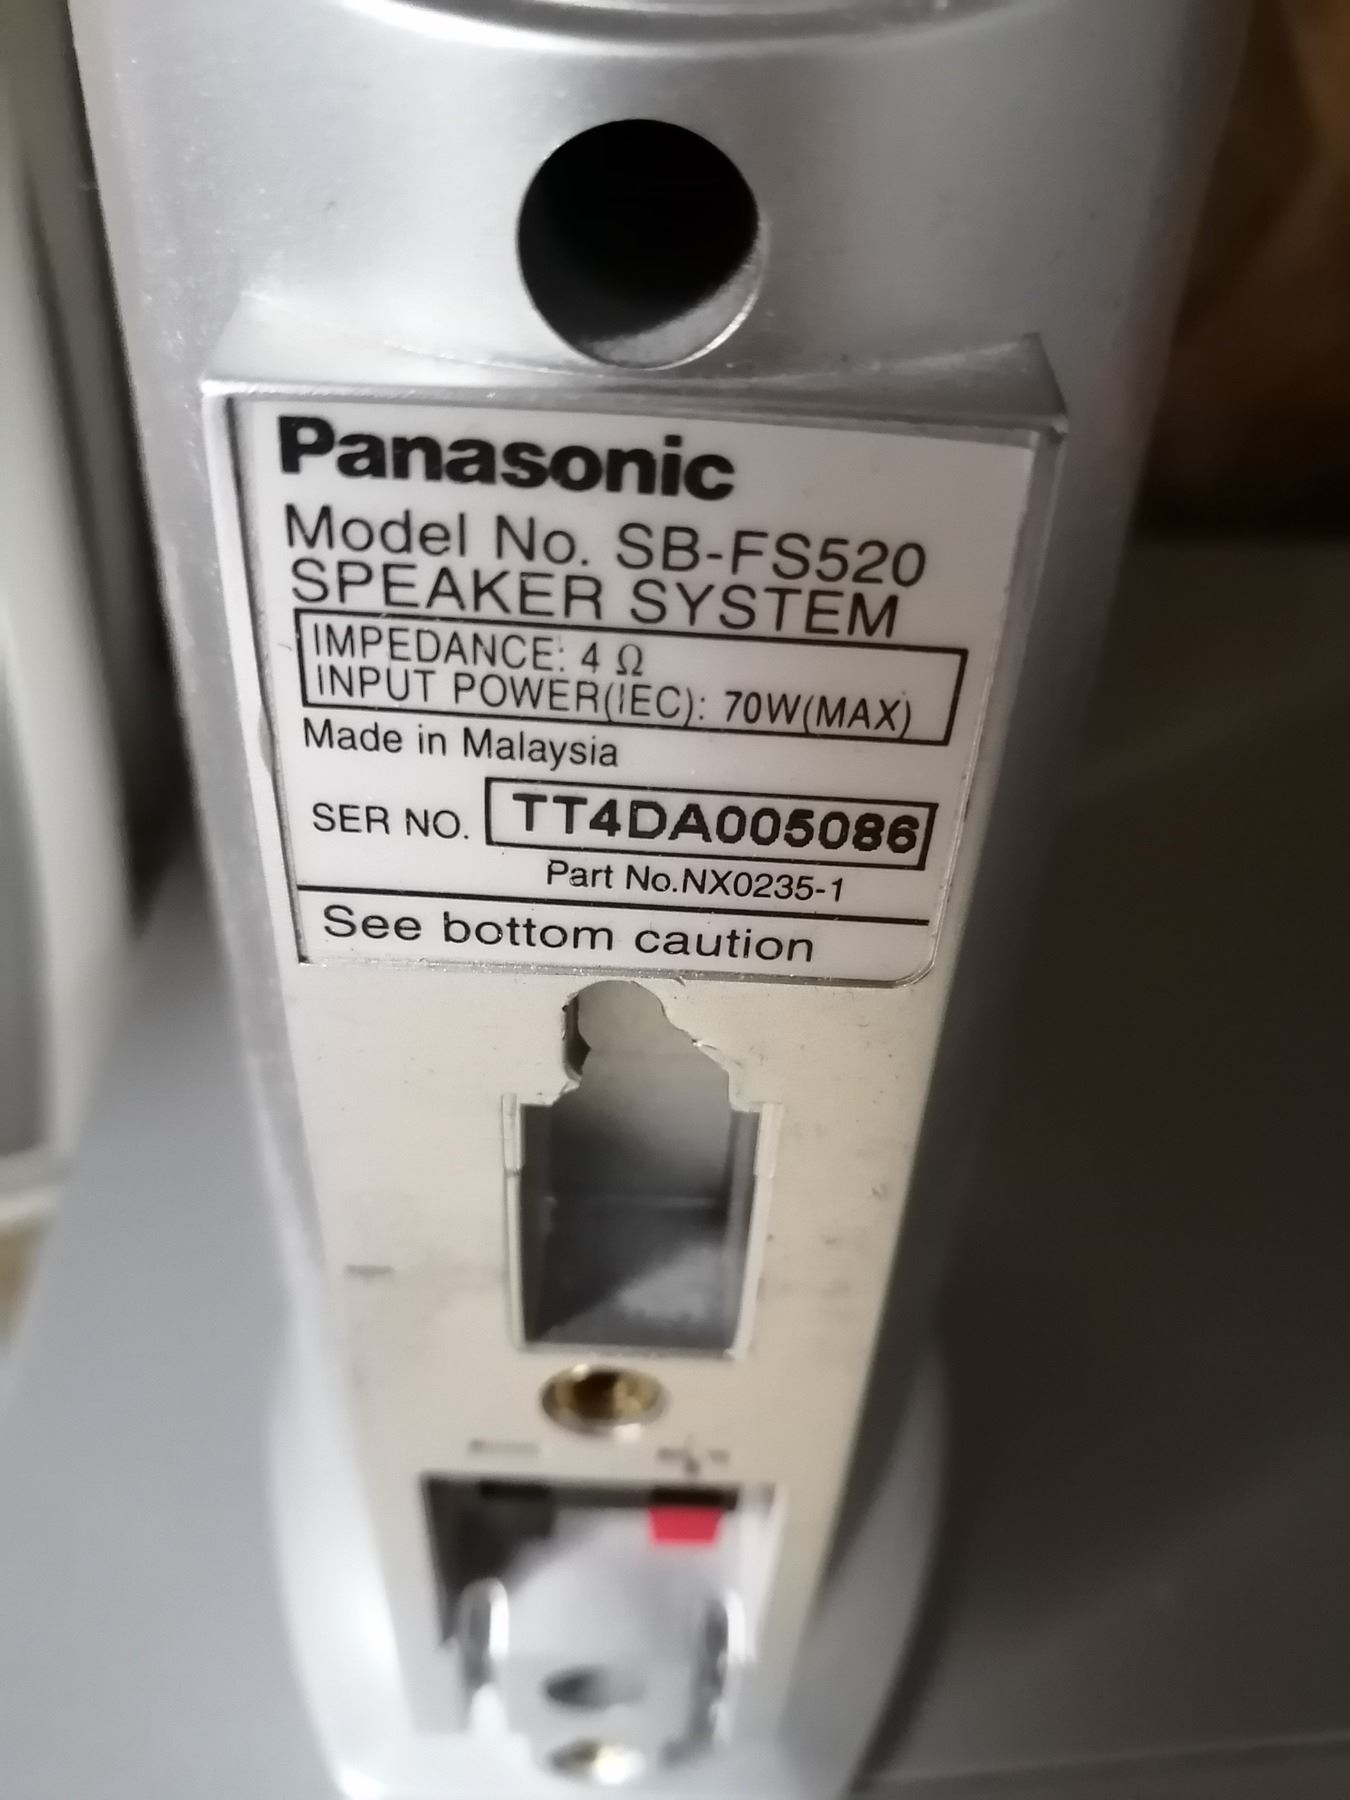 Panasonic
Model No. SB-FS520
SPEAKER SYSTEM
IMPEDANCE: 4 Ω
INPUT POWER(IEC): 70W(MAX)
Made in Malaysia
SER NO. TT4DA005086
Part No.NX0235-1
See bottom caution